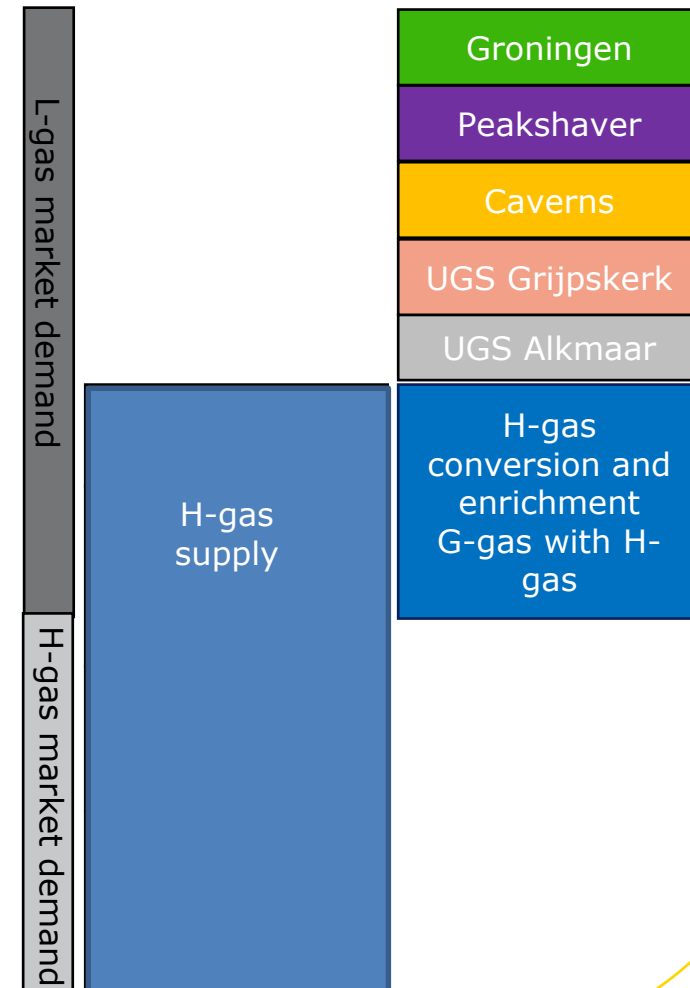 L-gas market demand
H-gas market demand
H-gas
supply
Groningen
Peakshaver
Caverns
UGS Grijpskerk
UGS Alkmaar
H-gas
conversion and
enrichment
G-gas with H-
gas